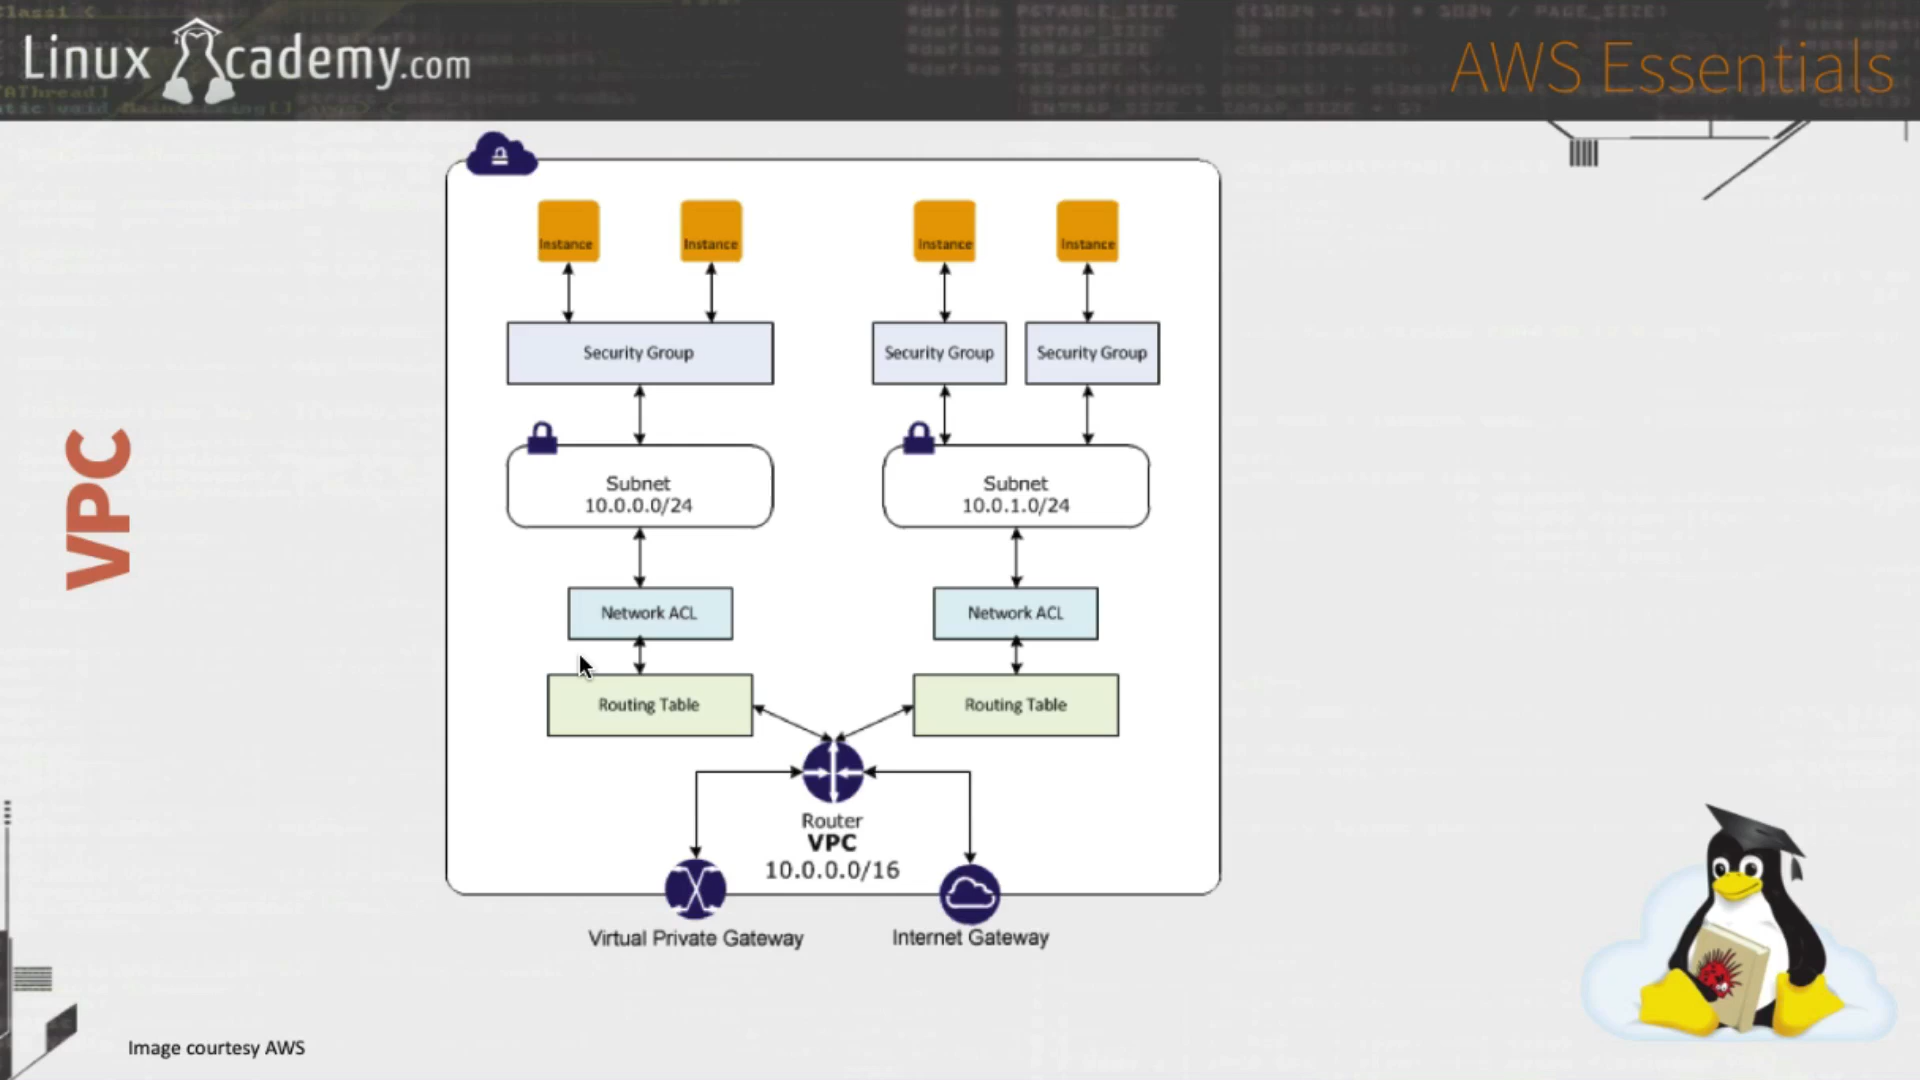 Linux Academy.com
AWS Essentials
VPC
Instance
Instance
Instance
Instance
Security Group
Security Group
Security Group
Subnet
10.0.0.0/24
Subnet
10.0.1.0/24
Network ACL
Network ACL
Routing Table
Routing Table
Router
VPC
10.0.0.0/16
Virtual Private Gateway
Internet Gateway
Image courtesy AWS